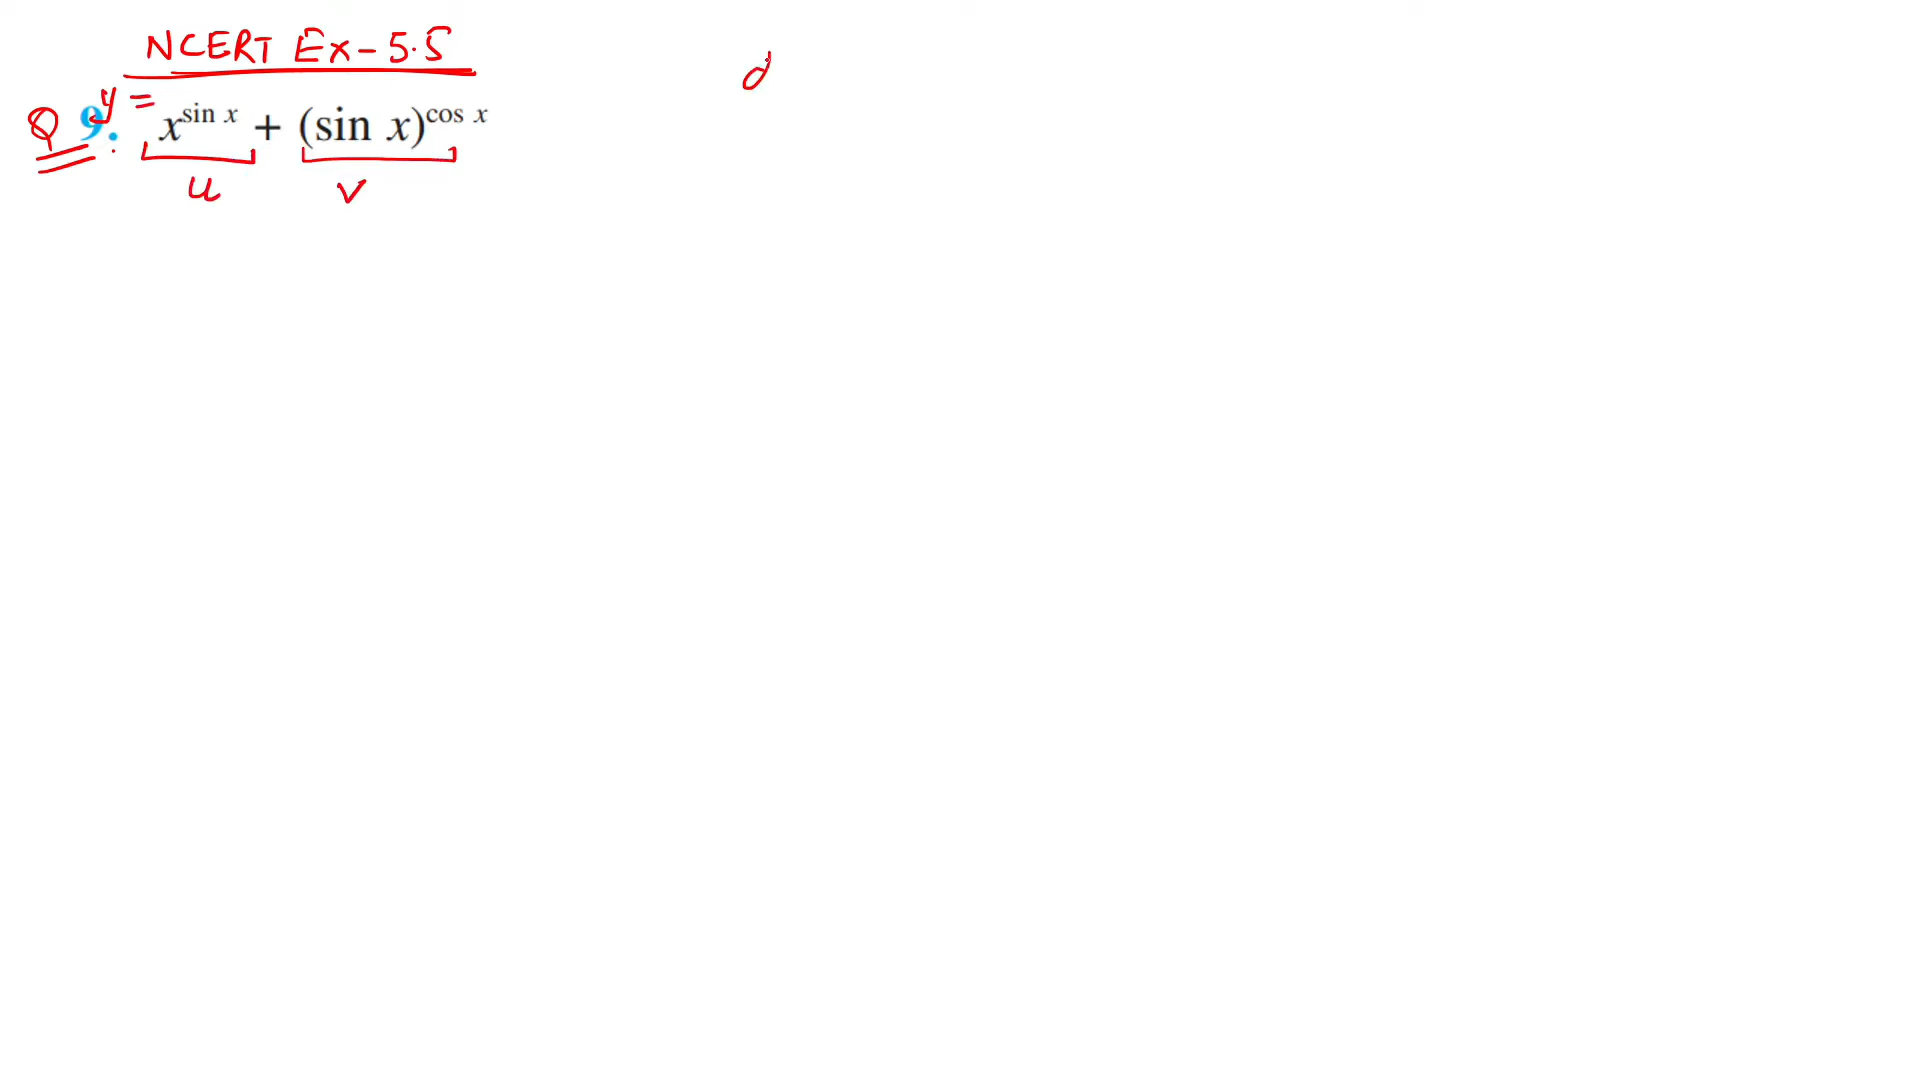 NCERT Ex-5.5
Q 9. y = x^{sin x} + (sin x)^{cos x}
u v
d